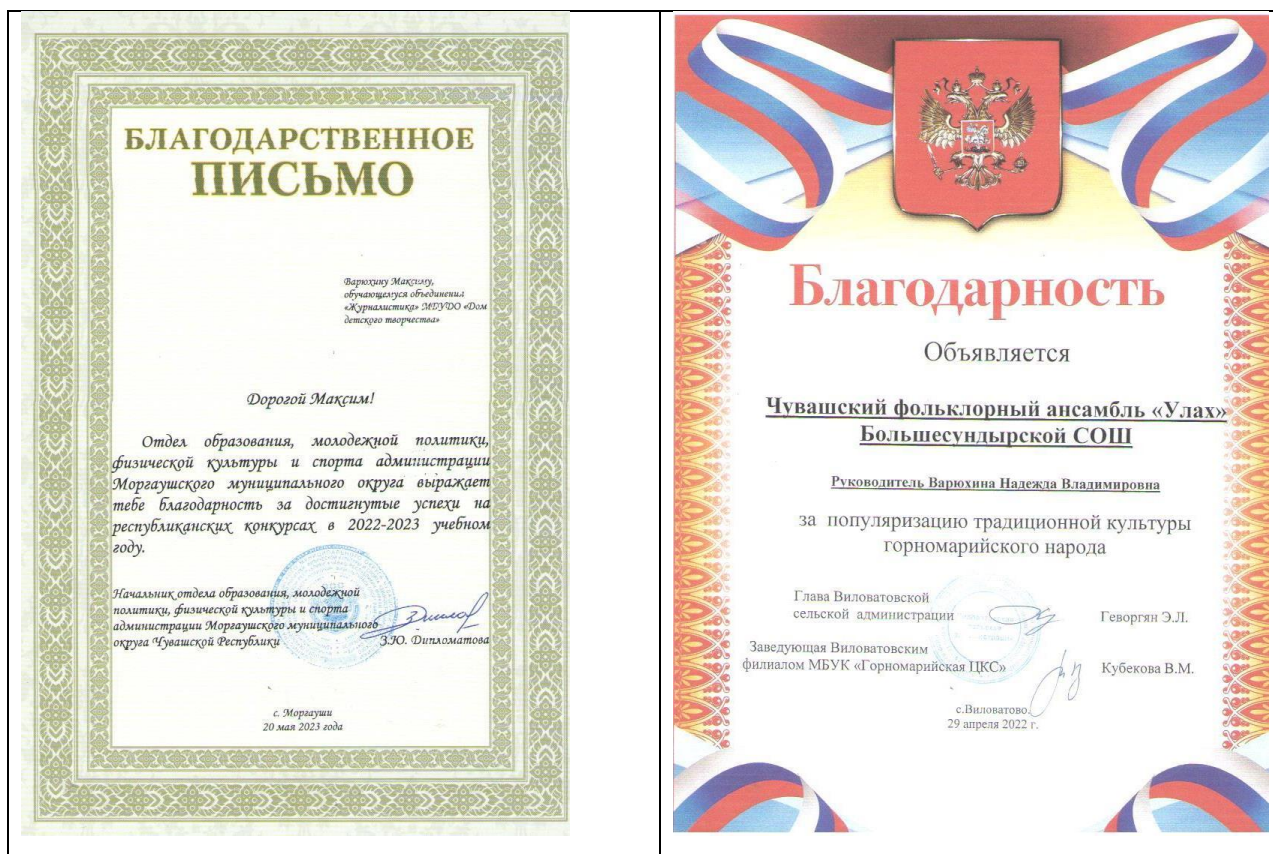 БЛАГОДАРСТВЕННОЕ
ПИСЬМО
Варюхину Максиму,
обучающемуся объединения
«Журналистика» МБУДО «Дом
детского творчества»
Дорогой Максим!
Отдел образования, молодежной политики,
физической культуры и спорта администрации
Моргаушского муниципального округа выражает
тебе благодарность за достигнутые успехи на
республиканских конкурсах в 2022-2023 учебном
году.
Начальник отдела образования, молодежной
политики, физической культуры и спорта
администрации Моргаушского муниципального
округа Чувашской Республики З.Ю. Дипломатова
с. Моргауши
20 мая 2023 года
Благодарность
Объявляется
Чувашский фольклорный ансамбль «Улах»
Большесундырской СОШ
Руководитель Варюхина Надежда Владимировна
за популяризацию традиционной культуры
горномарийского народа
Глава Виловатовской
сельской администрации Геворгян Э.Л.
Заведующая Виловатовским
филиалом МБУК «Горномарийская ЦКС» Кубекова В.М.
с.Виловатово.
29 апреля 2022 г.